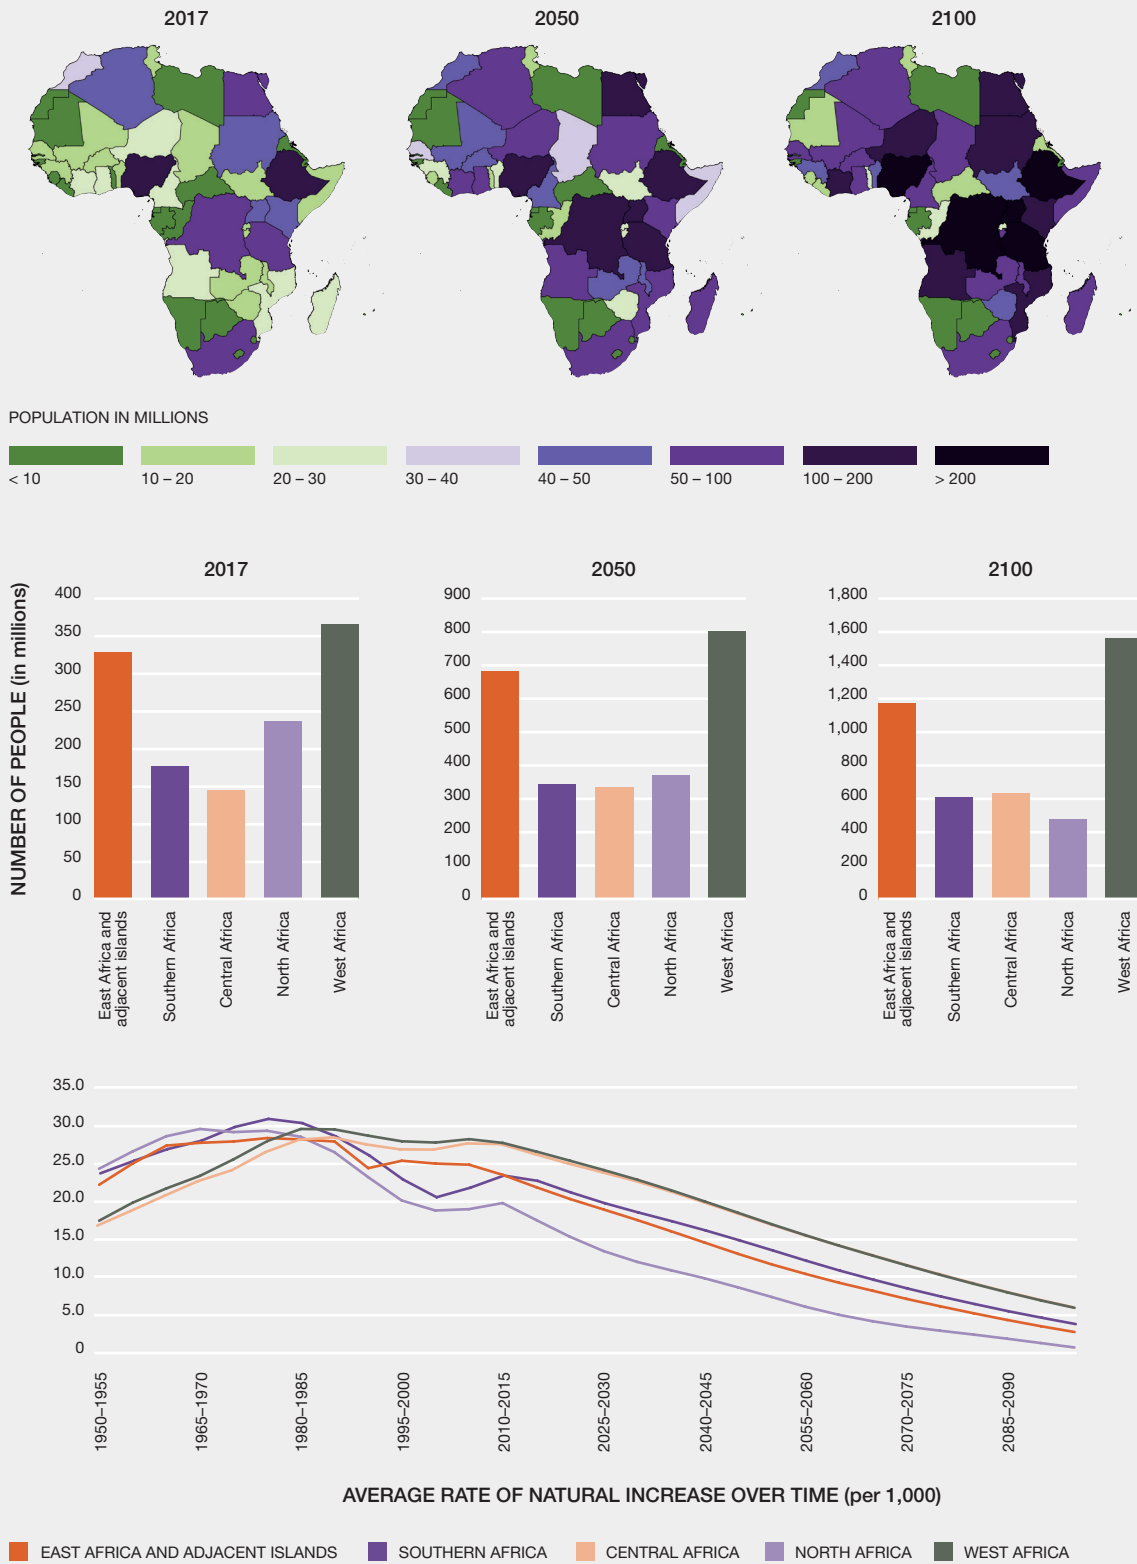 2017
2050
2100
POPULATION IN MILLIONS
< 10
10 – 20
20 – 30
30 – 40
40 – 50
50 – 100
100 – 200
> 200
NUMBER OF PEOPLE (in millions)
2017
400
350
300
250
200
150
100
50
0
East Africa and
adjacent islands
Southern Africa
Central Africa
North Africa
West Africa
2050
900
800
700
600
500
400
300
200
100
0
East Africa and
adjacent islands
Southern Africa
Central Africa
North Africa
West Africa
2100
1,800
1,600
1,400
1,200
1,000
800
600
400
200
0
East Africa and
adjacent islands
Southern Africa
Central Africa
North Africa
West Africa
35.0
30.0
25.0
20.0
15.0
10.0
5.0
0
1950–1955
1965–1970
1980–1985
1995–2000
2010–2015
2025–2030
2040–2045
2055–2060
2070–2075
2085–2090
AVERAGE RATE OF NATURAL INCREASE OVER TIME (per 1,000)
EAST AFRICA AND ADJACENT ISLANDS
SOUTHERN AFRICA
CENTRAL AFRICA
NORTH AFRICA
WEST AFRICA